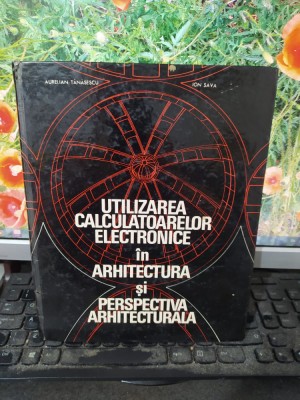 AURELIAN TANASESCU
ION SAVA
UTILIZAREA
CALCULATOARELOR
ELECTRONICE
în
ARHITECTURA
și
PERSPECTIVA
ARHITECTURALA